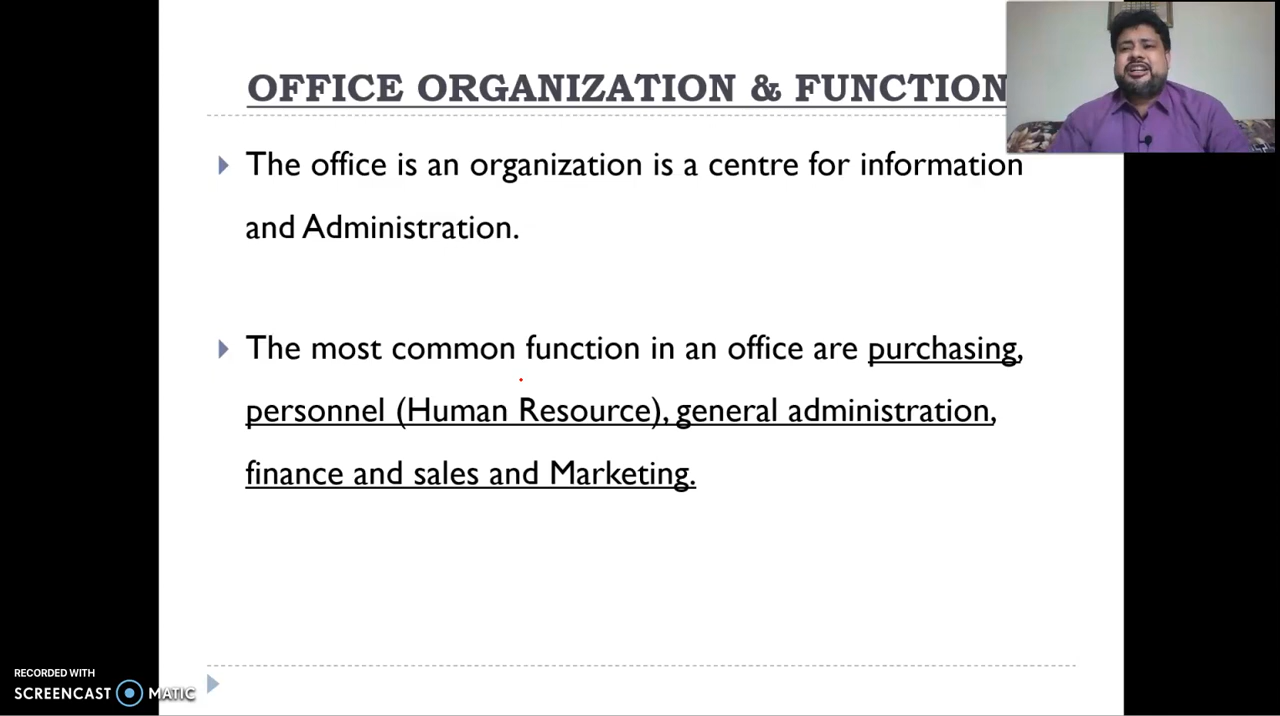 OFFICE ORGANIZATION & FUNCTION
The office is an organization is a centre for information
and Administration.
The most common function in an office are purchasing,
personnel (Human Resource), general administration,
finance and sales and Marketing.
RECORDED WITH
SCREENCAST MATIC